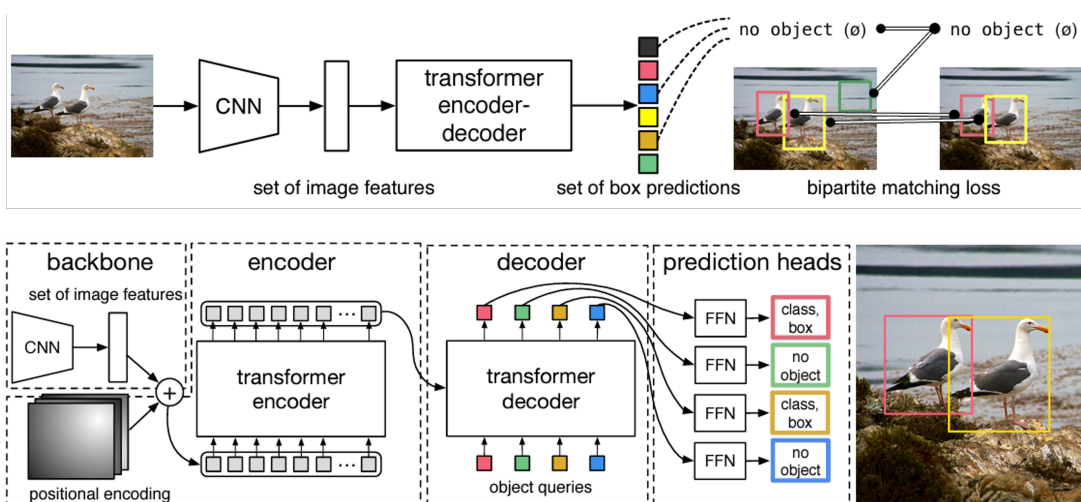 no object (ø) no object (ø)
CNN
transformer
encoder-
decoder
set of image features
set of box predictions
bipartite matching loss
backbone
set of image features
CNN
+
positional encoding
encoder
...
transformer
encoder
...
decoder
transformer
decoder
object queries
prediction heads
FFN
class,
box
FFN
no
object
FFN
class,
box
FFN
no
object